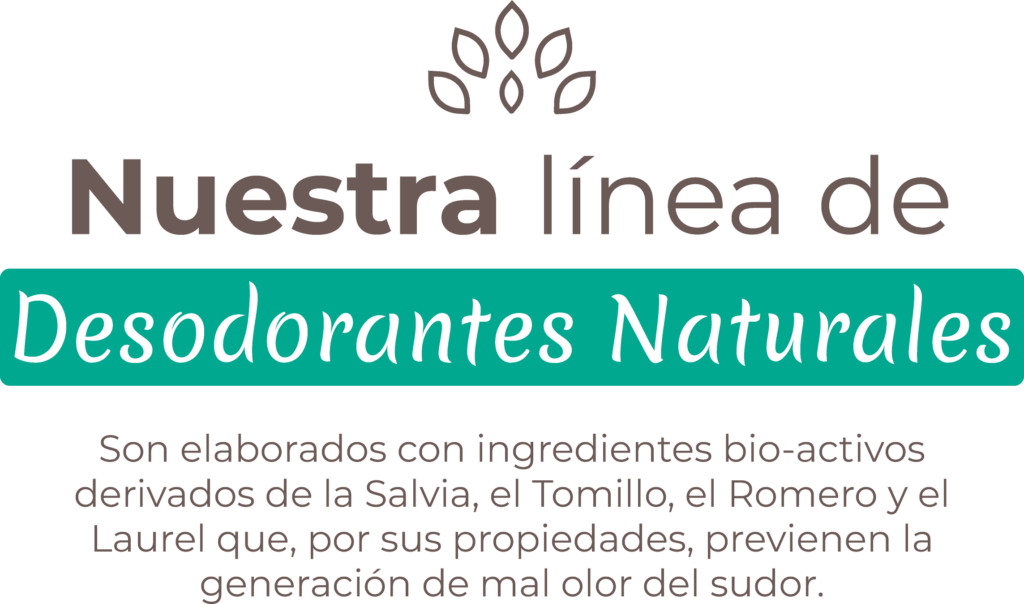 Nuestra línea de
Desodorantes Naturales
Son elaborados con ingredientes bio-activos
derivados de la Salvia, el Tomillo, el Romero y el
Laurel que, por sus propiedades, previenen la
generación de mal olor del sudor.